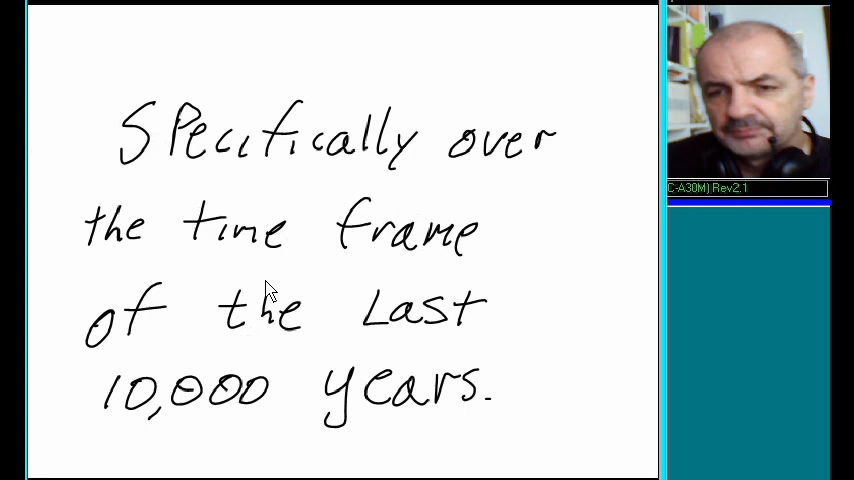 Specifically over
the time frame
of the Last
10,000 years.
C-A30M) Rev2.1